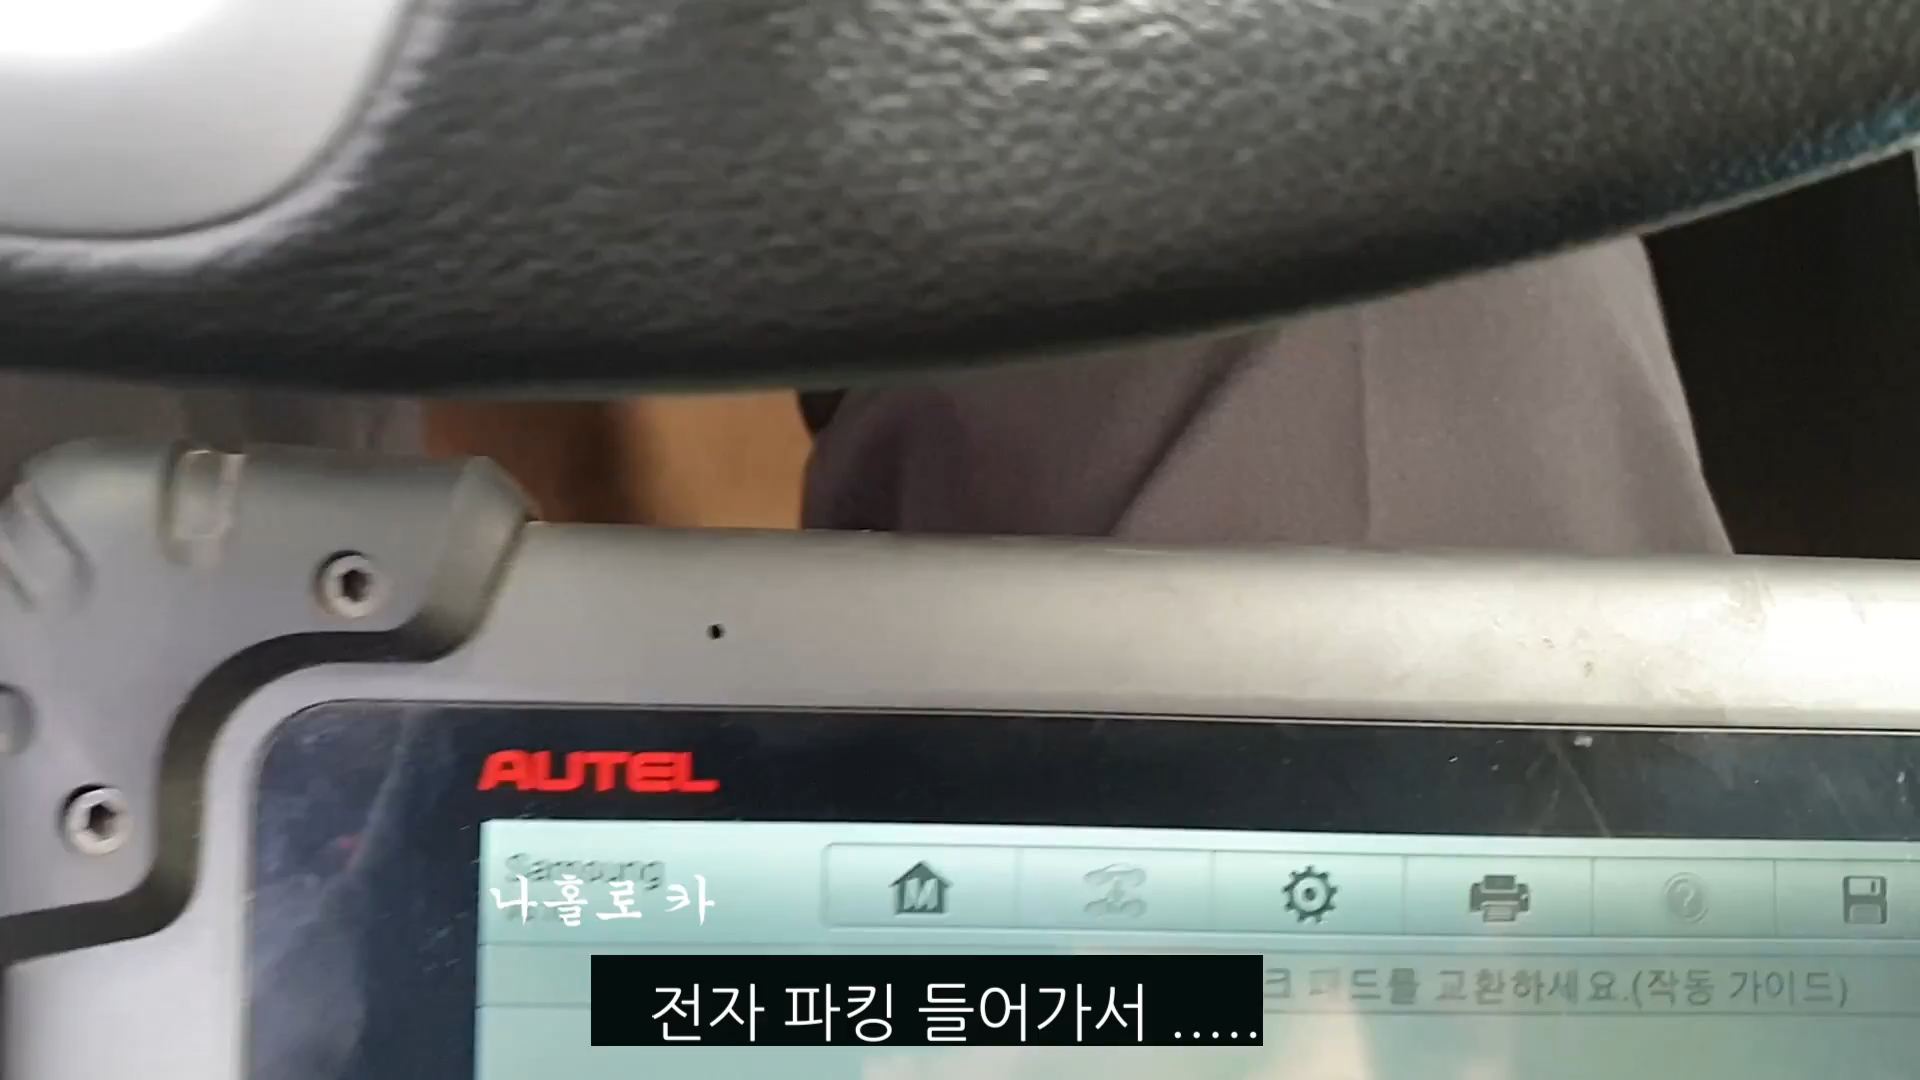 AUTEL
Samsung
나홀로 카
패드를 교환하세요.(작동 가이드)
전자 파킹 들어가서 .....